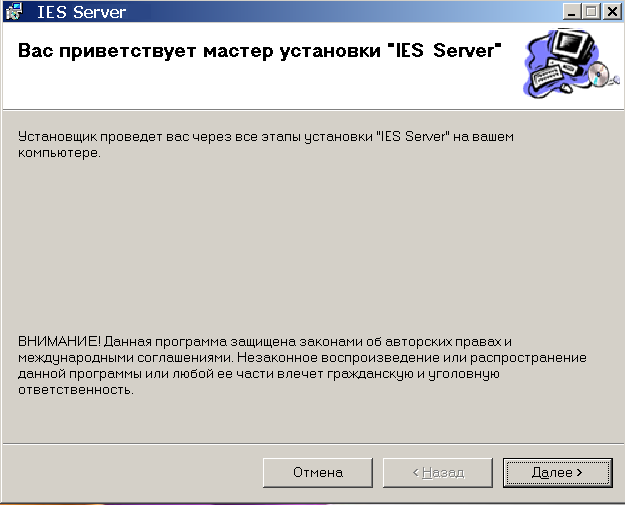 IES Server
Вас приветствует мастер установки "IES Server"
Установщик проведет вас через все этапы установки "IES Server" на вашем
компьютере.
ВНИМАНИЕ! Данная программа защищена законами об авторских правах и
международными соглашениями. Незаконное воспроизведение или распространение
данной программы или любой ее части влечет гражданскую и уголовную
ответственность.
Отмена < Назад Далее >